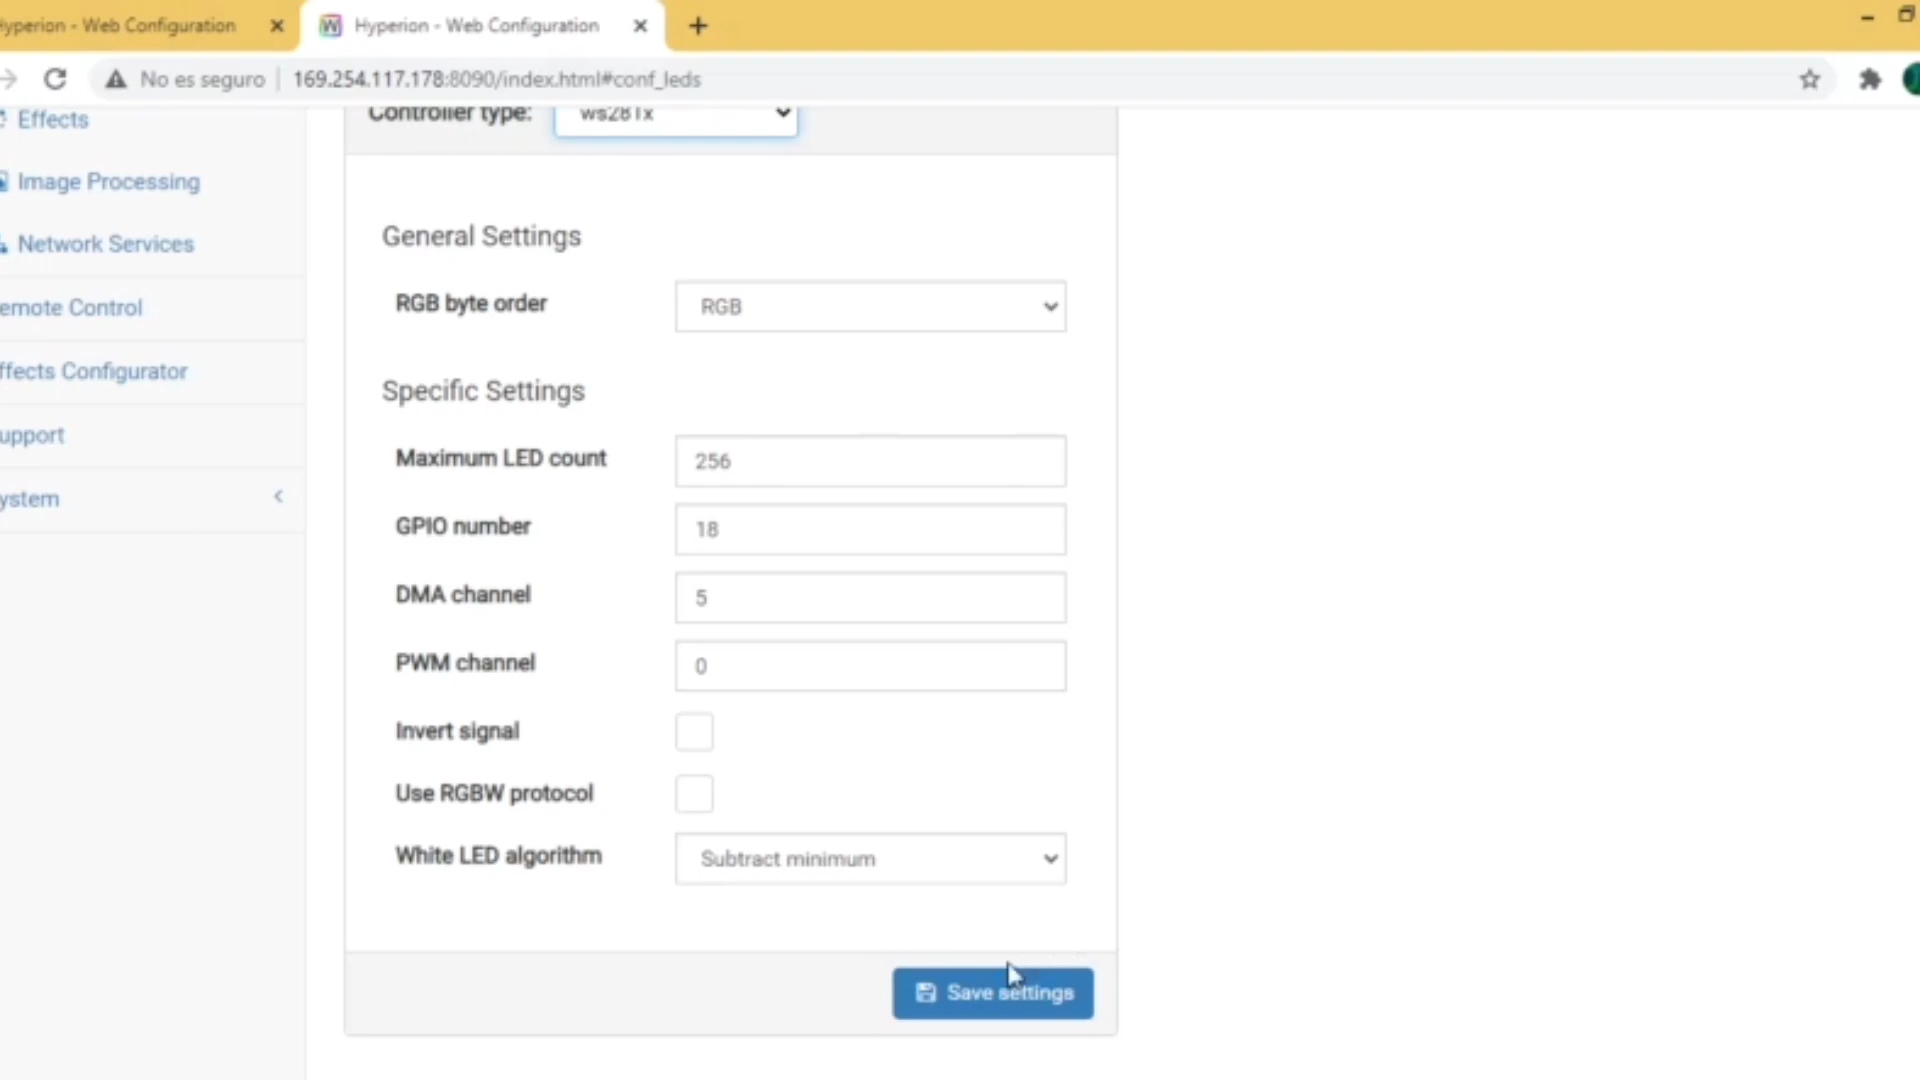 Hyperion - Web Configuration
Hyperion - Web Configuration
No es seguro
169.254.117.178:8090/index.html#conf_leds
Effects
Image Processing
Network Services
emote Control
ffects Configurator
upport
ystem
Controller type:
ws281x
General Settings
RGB byte order
RGB
Specific Settings
Maximum LED count
256
GPIO number
18
DMA channel
5
PWM channel
0
Invert signal
Use RGBW protocol
White LED algorithm
Subtract minimum
Save settings